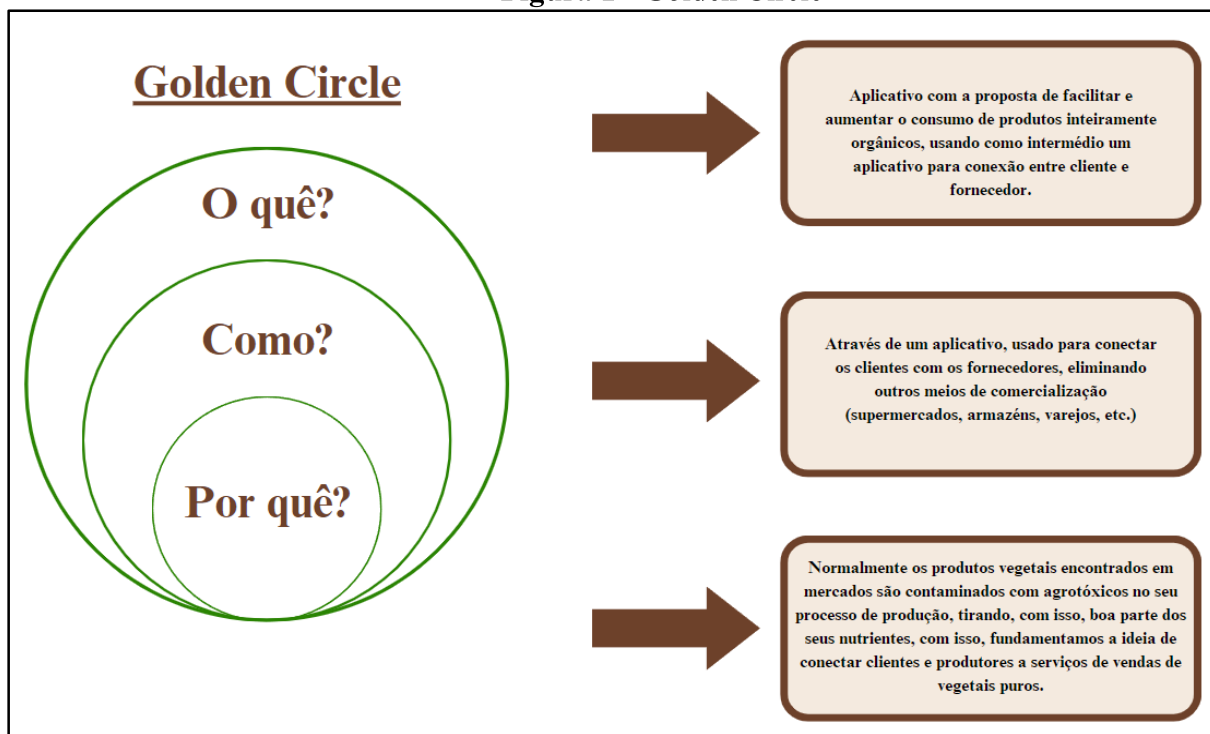 Golden Circle
O quê?
Como?
Por quê?
Aplicativo com a proposta de facilitar e
aumentar o consumo de produtos inteiramente
orgânicos, usando como intermédio um
aplicativo para conexão entre cliente e
fornecedor.
Através de um aplicativo, usado para conectar
os clientes com os fornecedores, eliminando
outros meios de comercialização
(supermercados, armazéns, varejos, etc.)
Normalmente os produtos vegetais encontrados em
mercados são contaminados com agrotóxicos no seu
processo de produção, tirando, com isso, boa parte dos
seus nutrientes, com isso, fundamentamos a ideia de
conectar clientes e produtores a serviços de vendas de
vegetais puros.